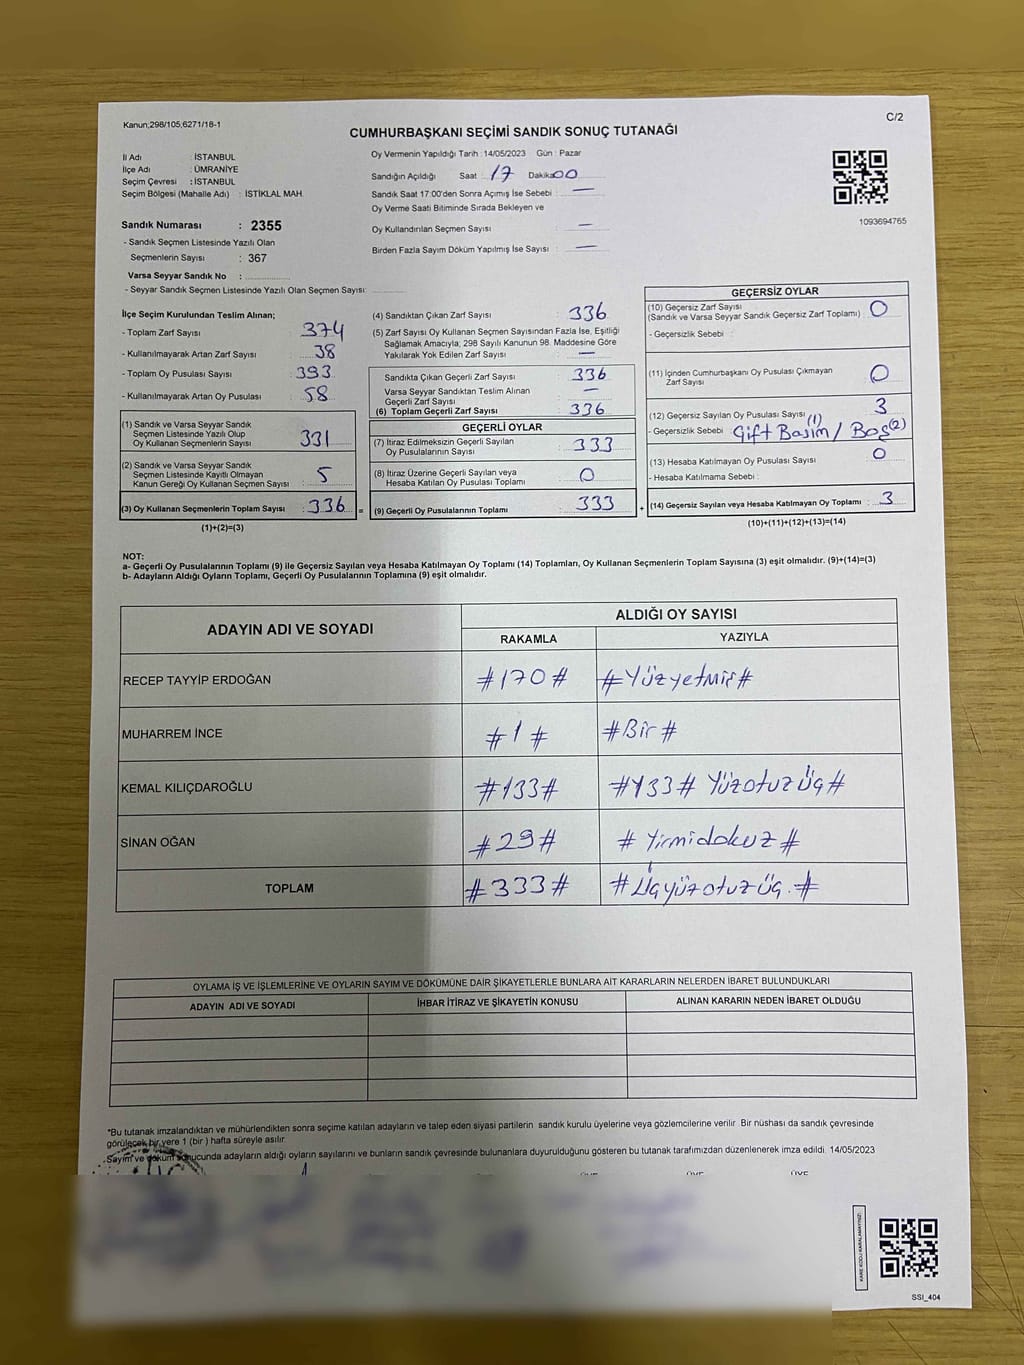 Kanun;298/105,6271/18-1
C/2
CUMHURBAŞKANI SEÇİMİ SANDIK SONUÇ TUTANAĞI
İl Adı : İSTANBUL
İlçe Adı : ÜMRANİYE
Seçim Çevresi : İSTANBUL
Seçim Bölgesi (Mahalle Adı) : İSTİKLAL MAH.
Sandık Numarası : 2355
- Sandık Seçmen Listesinde Yazılı Olan
Seçmenlerin Sayısı : 367
Varsa Seyyar Sandık No :
- Seyyar Sandık Seçmen Listesinde Yazılı Olan Seçmen Sayısı:
Oy Vermenin Yapıldığı Tarih : 14/05/2023 Gün : Pazar
Sandığın Açıldığı Saat : 17 Dakika 00
Sandık Saat 17:00'den Sonra Açılmış İse Sebebi : —
Oy Verme Saati Bitiminde Sırada Bekleyen ve
Oy Kullandırılan Seçmen Sayısı : —
Birden Fazla Sayım Döküm Yapılmış İse Sayısı : —
1093694765
İlçe Seçim Kurulundan Teslim Alınan;
- Toplam Zarf Sayısı : 374
- Kullanılmayarak Artan Zarf Sayısı : 38
- Toplam Oy Pusulası Sayısı : 393
- Kullanılmayarak Artan Oy Pusulası : 58
(1) Sandık ve Varsa Seyyar Sandık
Seçmen Listesinde Yazılı Olup
Oy Kullanan Seçmenlerin Sayısı : 331
(2) Sandık ve Varsa Seyyar Sandık
Seçmen Listesinde Kayıtlı Olmayan
Kanun Gereği Oy Kullanan Seçmen Sayısı : 5
(3) Oy Kullanan Seçmenlerin Toplam Sayısı : 336 =
(1)+(2)=(3)
(4) Sandıktan Çıkan Zarf Sayısı : 336
(5) Zarf Sayısı Oy Kullanan Seçmen Sayısından Fazla İse, Eşitliği
Sağlamak Amacıyla, 298 Sayılı Kanunun 98. Maddesine Göre
Yakılarak Yok Edilen Zarf Sayısı : —
Sandıkta Çıkan Geçerli Zarf Sayısı : 336
Varsa Seyyar Sandıktan Teslim Alınan
Geçerli Zarf Sayısı : —
(6) Toplam Geçerli Zarf Sayısı : 336
GEÇERLİ OYLAR
(7) İtiraz Edilmeksizin Geçerli Sayılan
Oy Pusulalarının Sayısı : 333
(8) İtiraz Üzerine Geçerli Sayılan veya
Hesaba Katılan Oy Pusulası Toplamı : 0
(9) Geçerli Oy Pusulalarının Toplamı : 333 +
GEÇERSİZ OYLAR
(10) Geçersiz Zarf Sayısı
(Sandık ve Varsa Seyyar Sandık Geçersiz Zarf Toplamı) : 0
- Geçersizlik Sebebi :
(11) İçinden Cumhurbaşkanı Oy Pusulası Çıkmayan
Zarf Sayısı : 0
(12) Geçersiz Sayılan Oy Pusulası Sayısı : 3
- Geçersizlik Sebebi : Çift Basim (1) / Boş (2)
(13) Hesaba Katılmayan Oy Pusulası Sayısı : 0
- Hesaba Katılmama Sebebi :
(14) Geçersiz Sayılan veya Hesaba Katılmayan Oy Toplamı : 3
(10)+(11)+(12)+(13)=(14)
NOT:
a- Geçerli Oy Pusulalarının Toplamı (9) ile Geçersiz Sayılan veya Hesaba Katılmayan Oy Toplamı (14) Toplamları, Oy Kullanan Seçmenlerin Toplam Sayısına (3) eşit olmalıdır. (9)+(14)=(3)
b- Adayların Aldığı Oyların Toplamı, Geçerli Oy Pusulalarının Toplamına (9) eşit olmalıdır.
ADAYIN ADI VE SOYADI
ALDIĞI OY SAYISI
RAKAMLA YAZIYLA
RECEP TAYYİP ERDOĞAN #170# #Yüzyetmiş#
MUHARREM İNCE #1# #Bir#
KEMAL KILIÇDAROĞLU #133# #133# Yüzotuzüç#
SİNAN OĞAN #29# #Yirmidokuz#
TOPLAM #333# #Üçyüzotuzüç.#
OYLAMA İŞ VE İŞLEMLERİNE VE OYLARIN SAYIM VE DÖKÜMÜNE DAİR ŞİKAYETLERLE BUNLARA AİT KARARLARIN NELERDEN İBARET BULUNDUKLARI
ADAYIN ADI VE SOYADI İHBAR İTİRAZ VE ŞİKAYETİN KONUSU ALINAN KARARIN NEDEN İBARET OLDUĞU
*Bu tutanak imzalandıktan ve mühürlendikten sonra seçime katılan adayların ve talep eden siyasi partilerin sandık kurulu üyelerine veya gözlemcilerine verilir. Bir nüshası da sandık çevresinde
görülecek bir yere 1 (bir ) hafta süreyle asılır.
Sayım ve döküm sonucunda adayların aldığı oyların sayılarını ve bunların sandık çevresinde bulunanlara duyurulduğunu gösteren bu tutanak tarafımızdan düzenlenerek imza edildi. 14/05/2023
KARE KODU KARALAMAYINIZ!
SSI_404